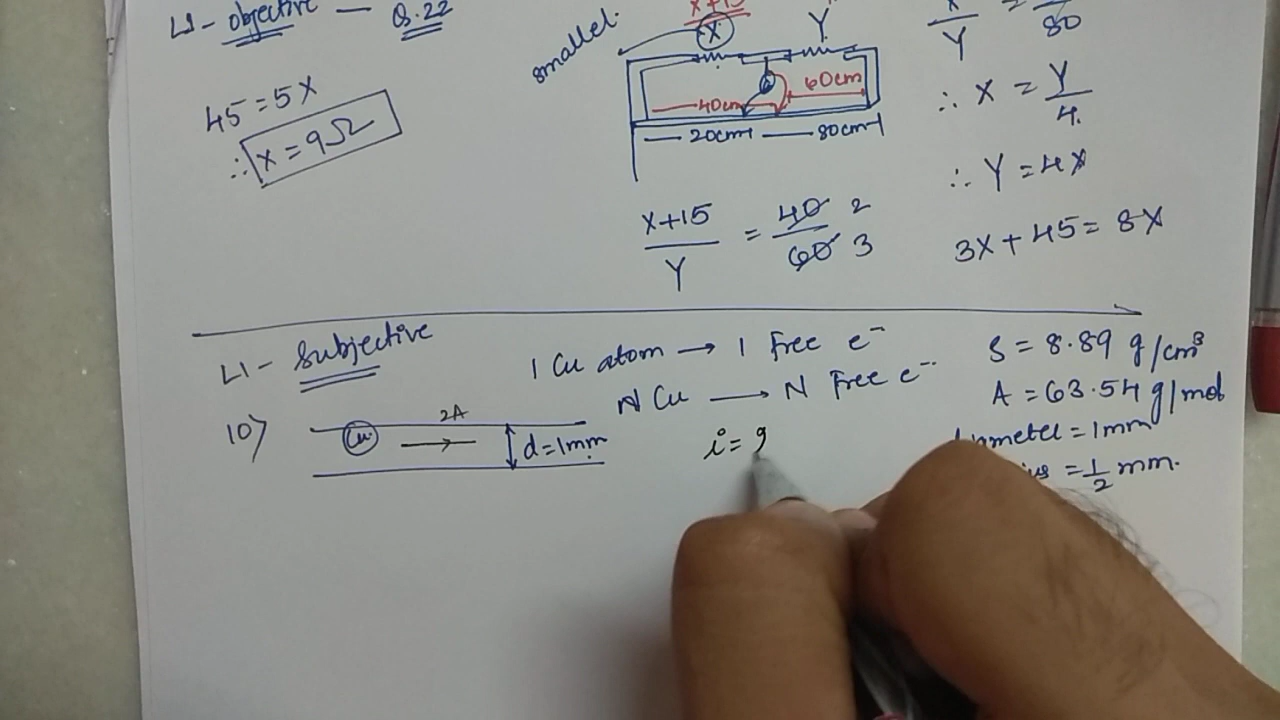 L1 - objective — Q.22
45 = 5X
∴ X = 9Ω
smaller
X+15
X
Y
40cm
60cm
20cm
80cm
X/Y = /80
∴ X = Y/4.
∴ Y = 4X
(X+15)/Y = 40/60 2/3
3X + 45 = 8X
L1 - Subjective
10)
Cu
2A
d = 1mm
1 Cu atom → 1 Free e⁻
N Cu → N Free e⁻
i =
S = 8.89 g/cm³
A = 63.54 g/mol
= 1mm
= 1/2 mm.